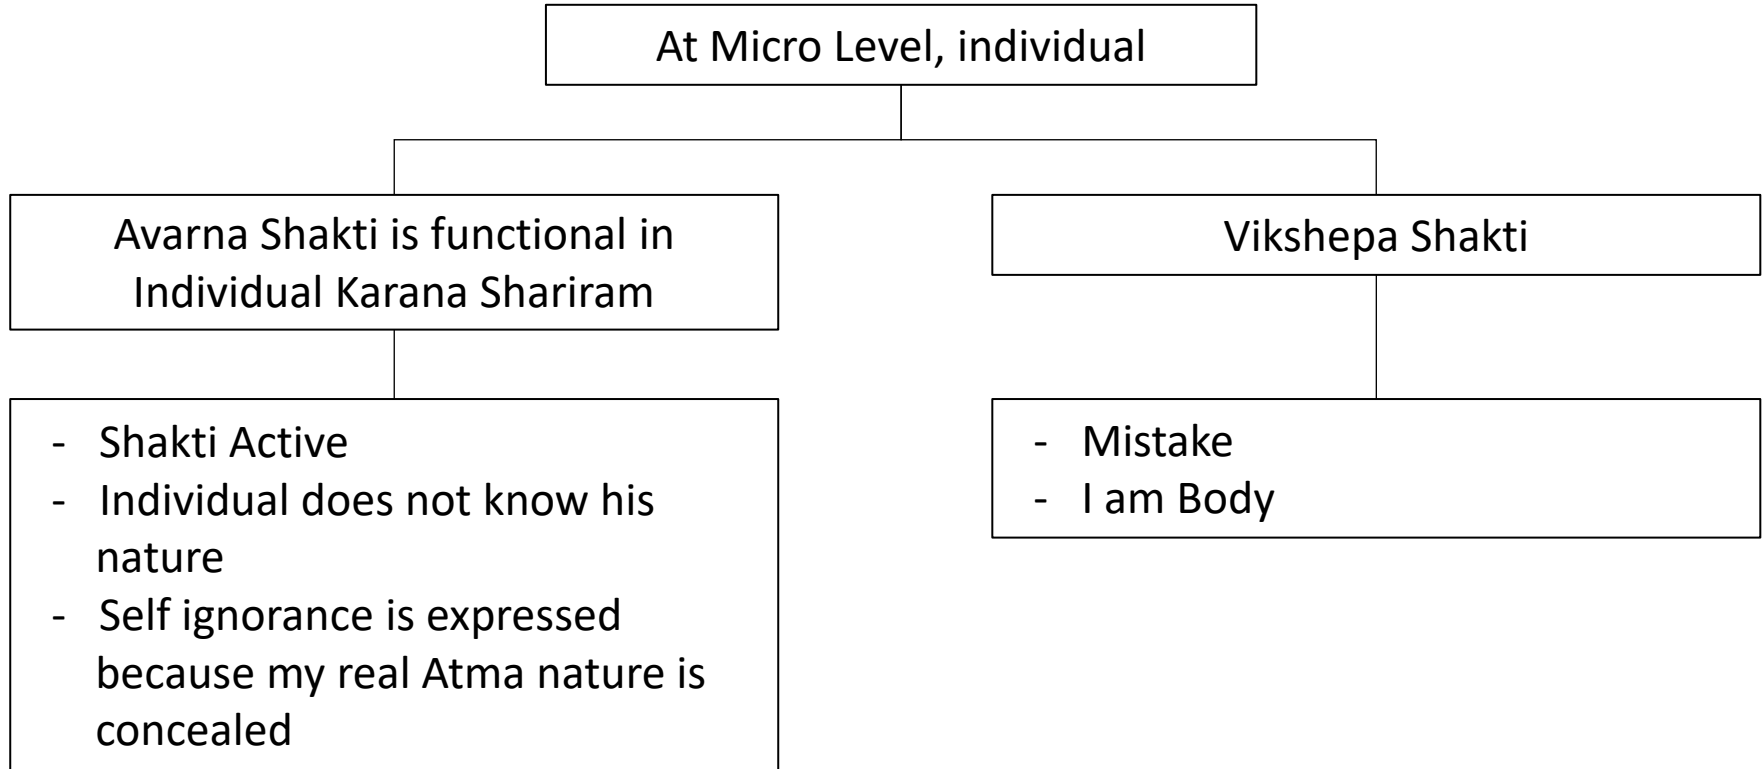 At Micro Level, individual
Avarna Shakti is functional in
Individual Karana Shariram
Vikshepa Shakti
- Shakti Active
- Individual does not know his
nature
- Self ignorance is expressed
because my real Atma nature is
concealed
- Mistake
- I am Body